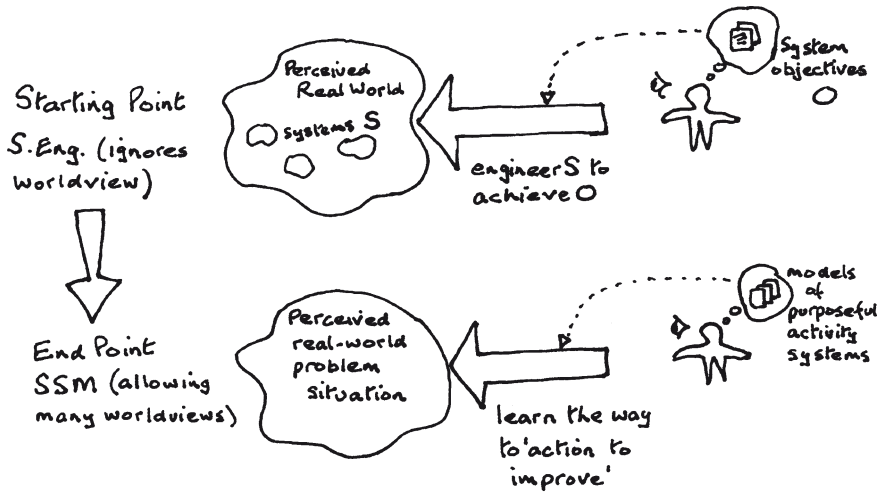 Starting Point
S.Eng. (ignores
worldview)
Perceived
Real World
systems S
engineer S to
achieve O
System
objectives
O
End Point
SSM (allowing
many worldviews)
Perceived
real-world
problem
situation
learn the way
to 'action to
improve'
models
of
purposeful
activity
systems